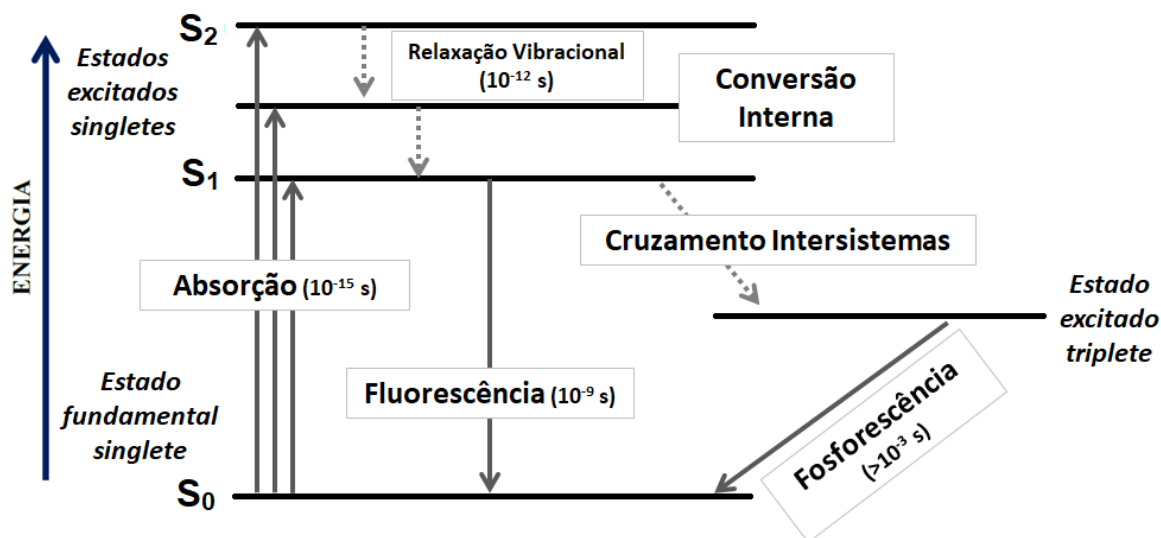 S₂
Estados
excitados
singletes
Relaxação Vibracional
(10⁻¹² s)
Conversão
Interna
S₁
ENERGIA
Cruzamento Intersistemas
Absorção (10⁻¹⁵ s)
Estado
excitado
triplete
Estado
fundamental
singlete
Fluorescência (10⁻⁹ s)
Fosforescência
(>10⁻³ s)
S₀